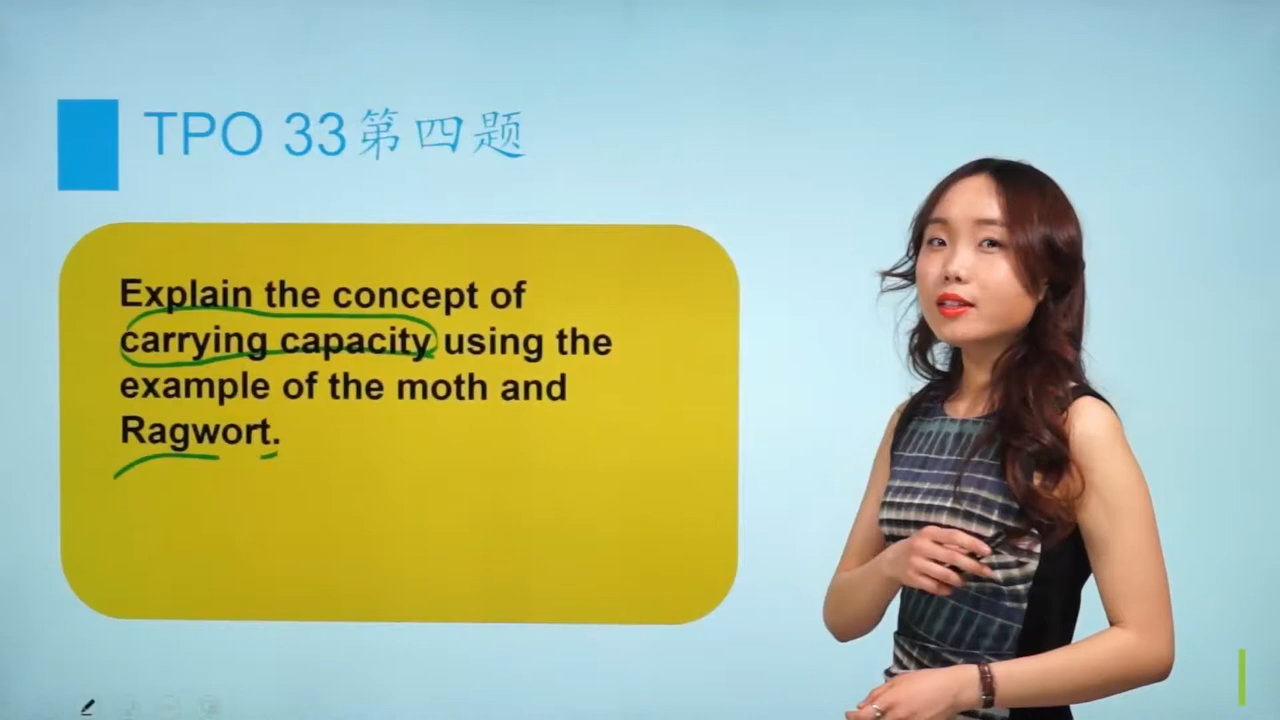 TPO 33第四题
Explain the concept of
carrying capacity using the
example of the moth and
Ragwort.